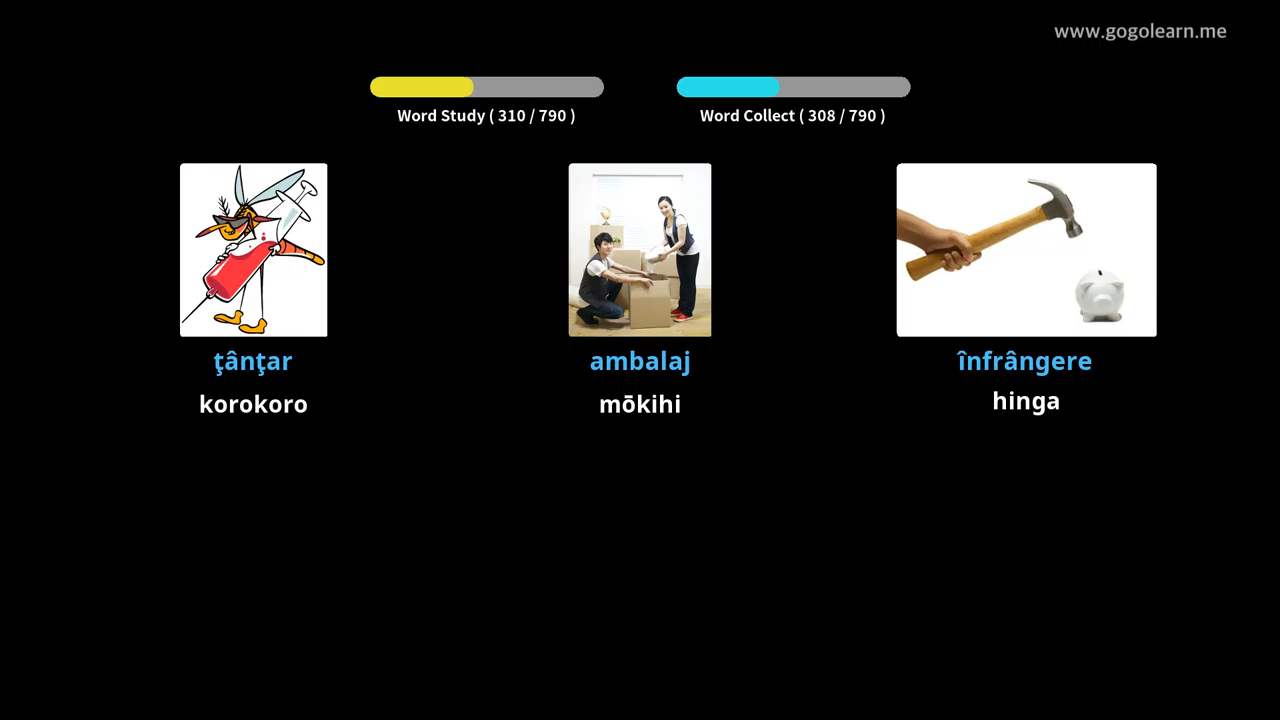 www.gogolearn.me
Word Study ( 310 / 790 )
Word Collect ( 308 / 790 )
ţânţar
ambalaj
înfrângere
korokoro
mōkihi
hinga